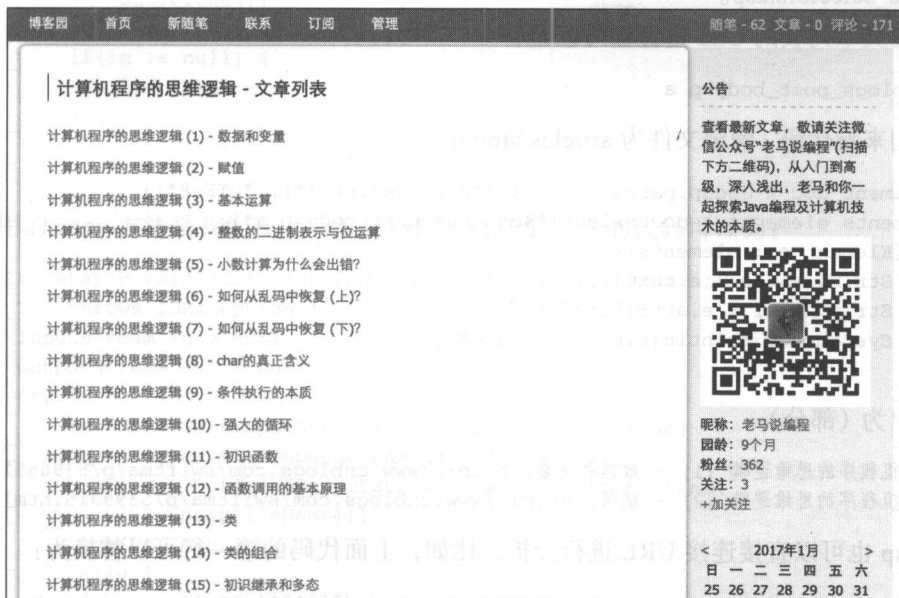 博客园 首页 新随笔 联系 订阅 管理 随笔 - 62 文章 - 0 评论 - 171
计算机程序的思维逻辑 - 文章列表
计算机程序的思维逻辑 (1) - 数据和变量
计算机程序的思维逻辑 (2) - 赋值
计算机程序的思维逻辑 (3) - 基本运算
计算机程序的思维逻辑 (4) - 整数的二进制表示与位运算
计算机程序的思维逻辑 (5) - 小数计算为什么会出错?
计算机程序的思维逻辑 (6) - 如何从乱码中恢复 (上)?
计算机程序的思维逻辑 (7) - 如何从乱码中恢复 (下)?
计算机程序的思维逻辑 (8) - char的真正含义
计算机程序的思维逻辑 (9) - 条件执行的本质
计算机程序的思维逻辑 (10) - 强大的循环
计算机程序的思维逻辑 (11) - 初识函数
计算机程序的思维逻辑 (12) - 函数调用的基本原理
计算机程序的思维逻辑 (13) - 类
计算机程序的思维逻辑 (14) - 类的组合
计算机程序的思维逻辑 (15) - 初识继承和多态
公告
查看最新文章，敬请关注微
信公众号"老马说编程"(扫描
下方二维码)，从入门到高
级，深入浅出，老马和你一
起探索Java编程及计算机技
术的本质。
昵称：老马说编程
园龄：9个月
粉丝：362
关注：3
+加关注
< 2017年1月 >
日 一 二 三 四 五 六
25 26 27 28 29 30 31